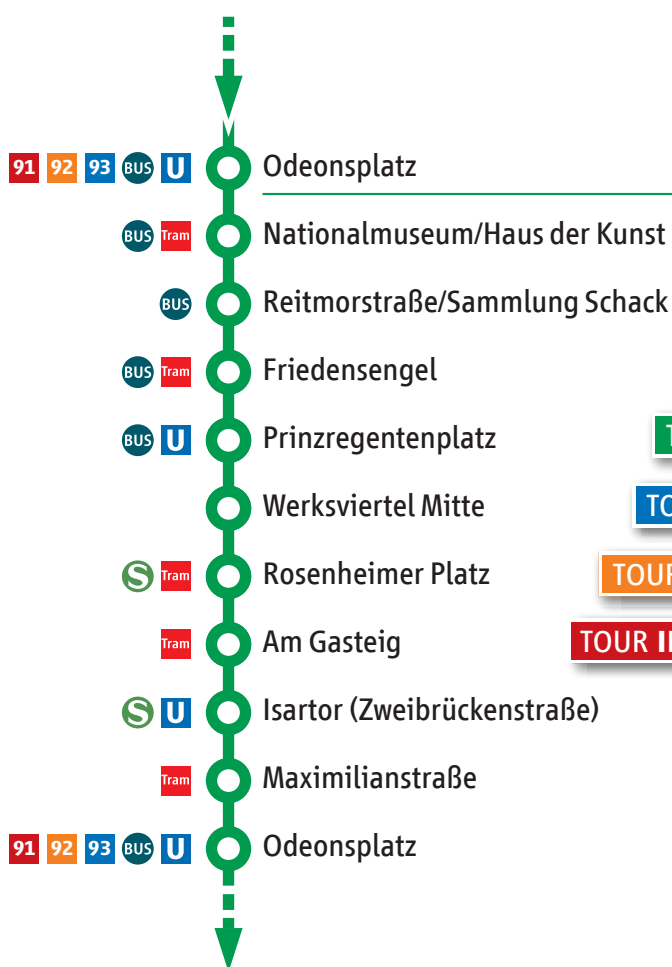 91 92 93 BUS U Odeonsplatz
BUS Tram Nationalmuseum/Haus der Kunst
BUS Reitmorstraße/Sammlung Schack
BUS Tram Friedensengel
BUS U Prinzregentenplatz
Werksviertel Mitte
S Tram Rosenheimer Platz
TOUR
Tram Am Gasteig
TOUR
S U Isartor (Zweibrückenstraße)
Tram Maximilianstraße
91 92 93 BUS U Odeonsplatz